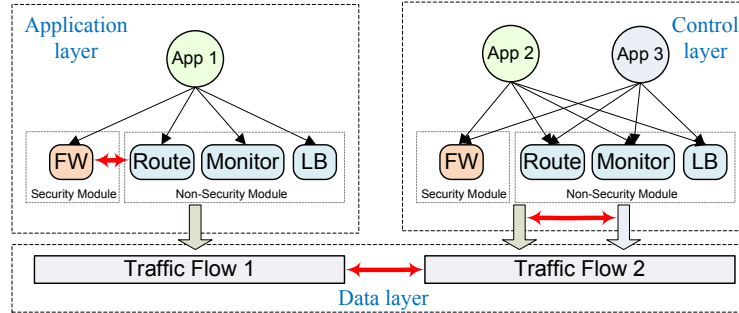 Application
layer
App 1
FW
Route
Monitor
LB
Security Module
Non-Security Module
Control
layer
App 2
App 3
FW
Route
Monitor
LB
Security Module
Non-Security Module
Traffic Flow 1
Traffic Flow 2
Data layer